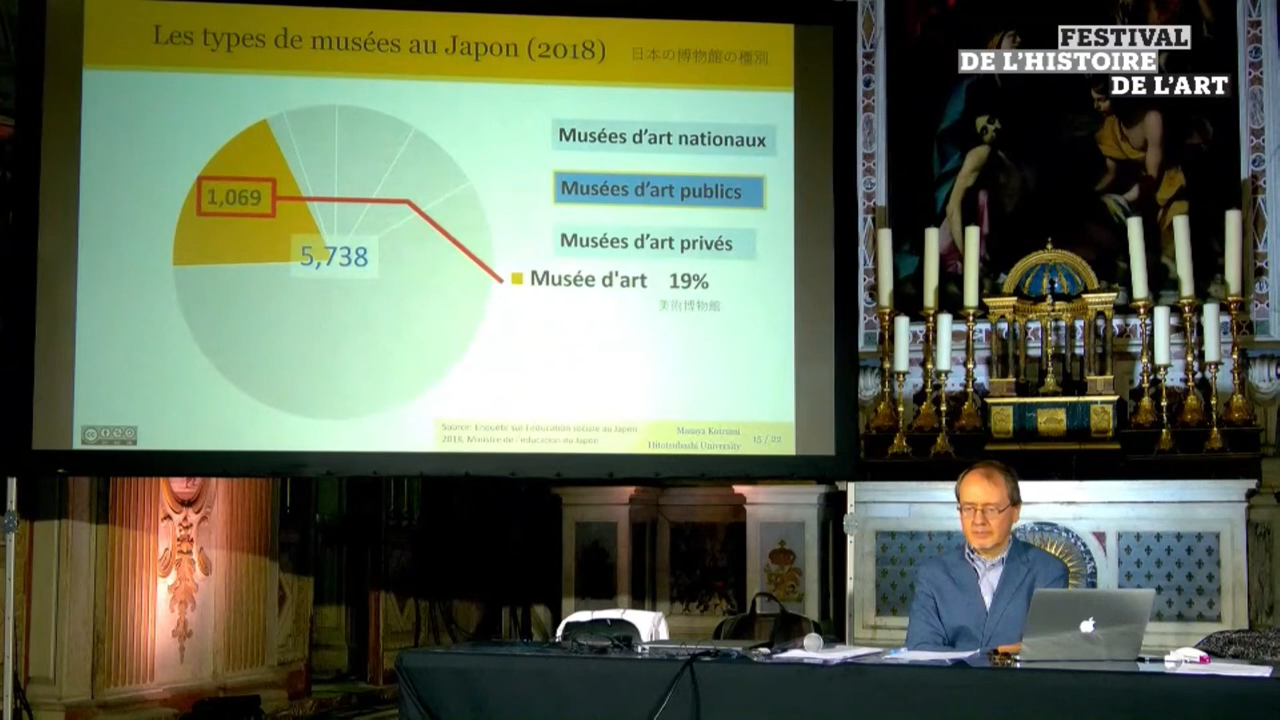 Les types de musées au Japon (2018) 日本の博物館の種別
FESTIVAL
DE L'HISTOIRE
DE L'ART
Musées d'art nationaux
Musées d'art publics
Musées d'art privés
1,069
5,738
Musée d'art 19%
美術博物館
Source: Enquête sur l'éducation sociale au Japon
2018, Ministère de l'éducation du Japon
Masaya Koizumi
Hitotsubashi University
15 / 22